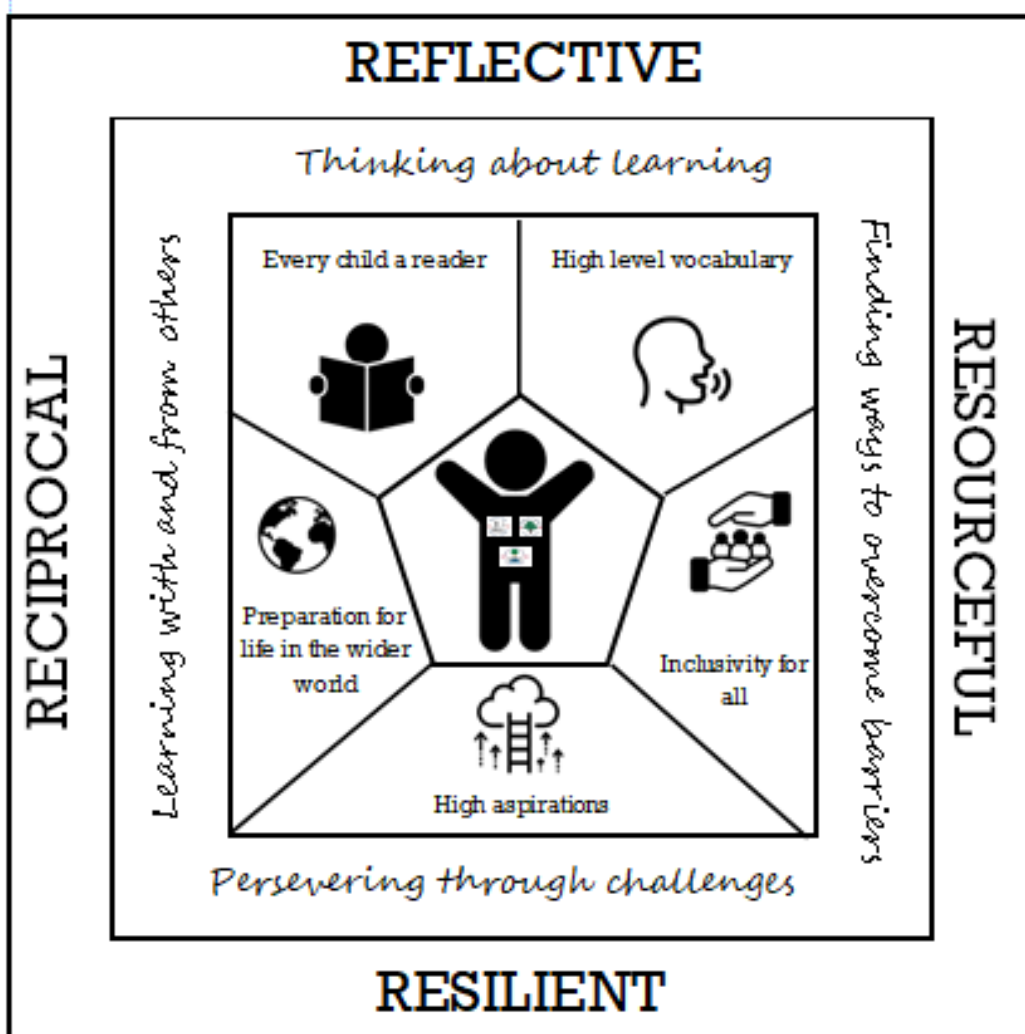 REFLECTIVE
Thinking about learning
Every child a reader
High level vocabulary
RECIPROCAL
Learning with and from others
Finding ways to overcome barriers
RESOURCEFUL
Preparation for
life in the wider
world
Inclusivity for
all
High aspirations
Persevering through challenges
RESILIENT